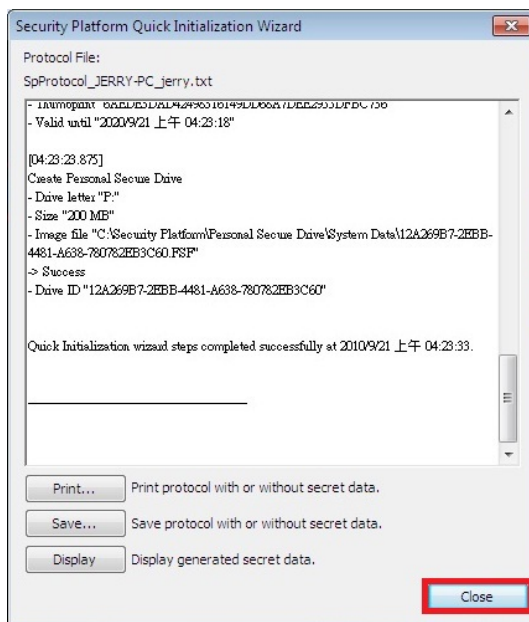 Security Platform Quick Initialization Wizard
Protocol File:
SpProtocol_JERRY-PC_jerry.txt
- Valid until "2020/9/21 上午 04:23:18"
[04:23:23.875]
Create Personal Secure Drive
- Drive letter "P:"
- Size "200 MB"
- Image file "C:\Security Platform\Personal Secure Drive\System Data\12A269B7-2EBB-
4481-A638-780782EB3C60.FSF"
-> Success
- Drive ID "12A269B7-2EBB-4481-A638-780782EB3C60"
Quick Initialization wizard steps completed successfully at 2010/9/21 上午 04:23:33.
Print... Print protocol with or without secret data.
Save... Save protocol with or without secret data.
Display Display generated secret data.
Close